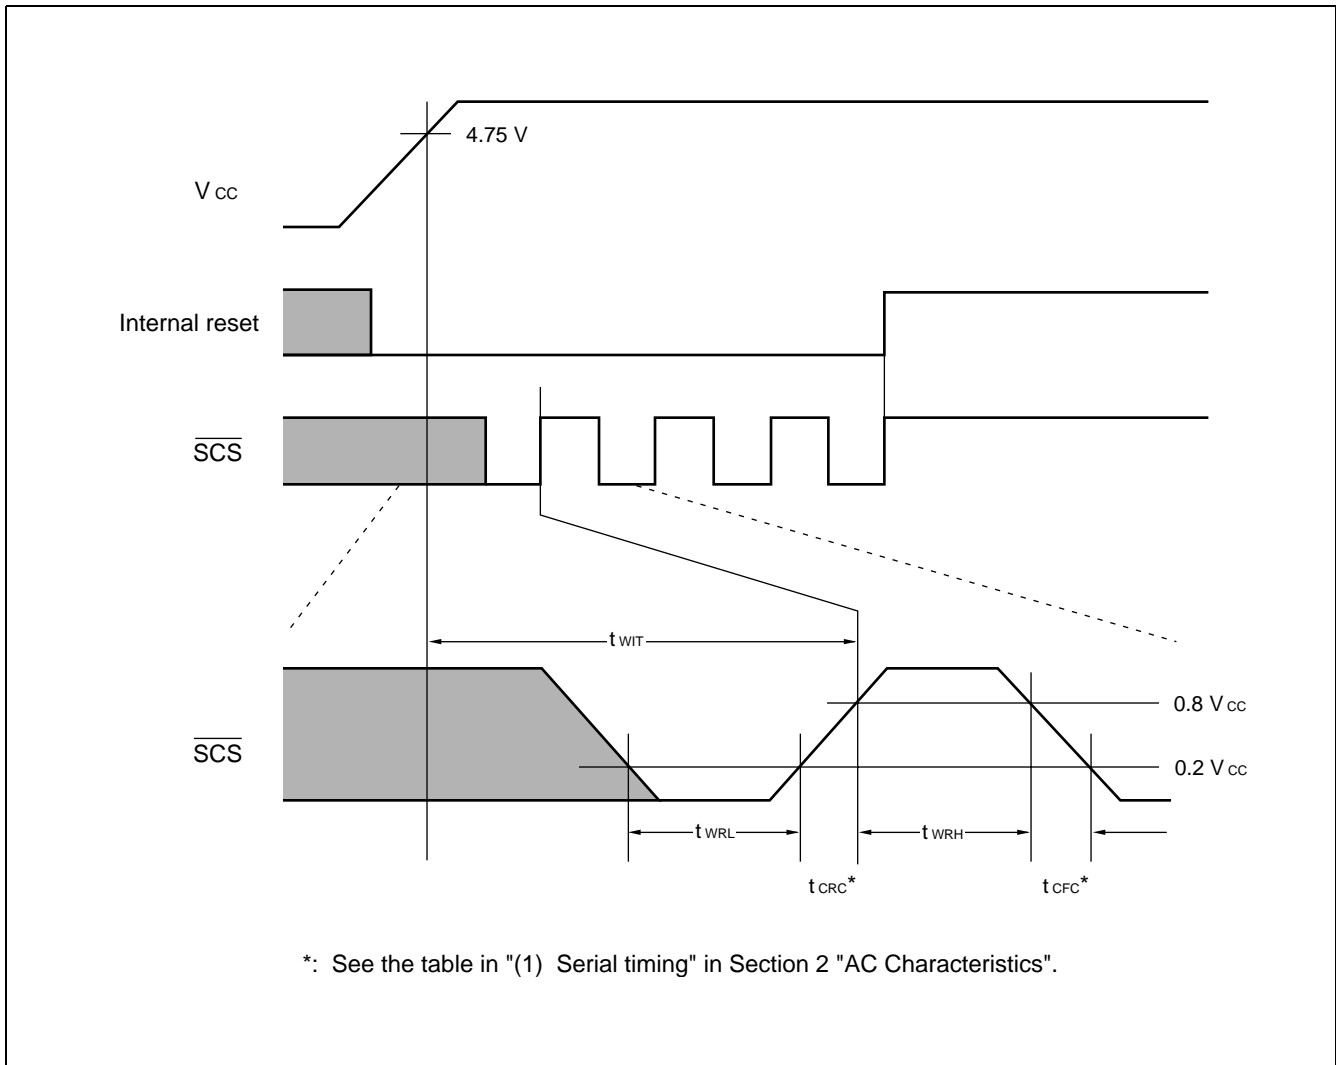 4.75 V
V CC
Internal reset
SCS
t WIT
0.8 V CC
SCS
0.2 V CC
t WRL
t WRH
t CRC*
t CFC*
*: See the table in "(1) Serial timing" in Section 2 "AC Characteristics".